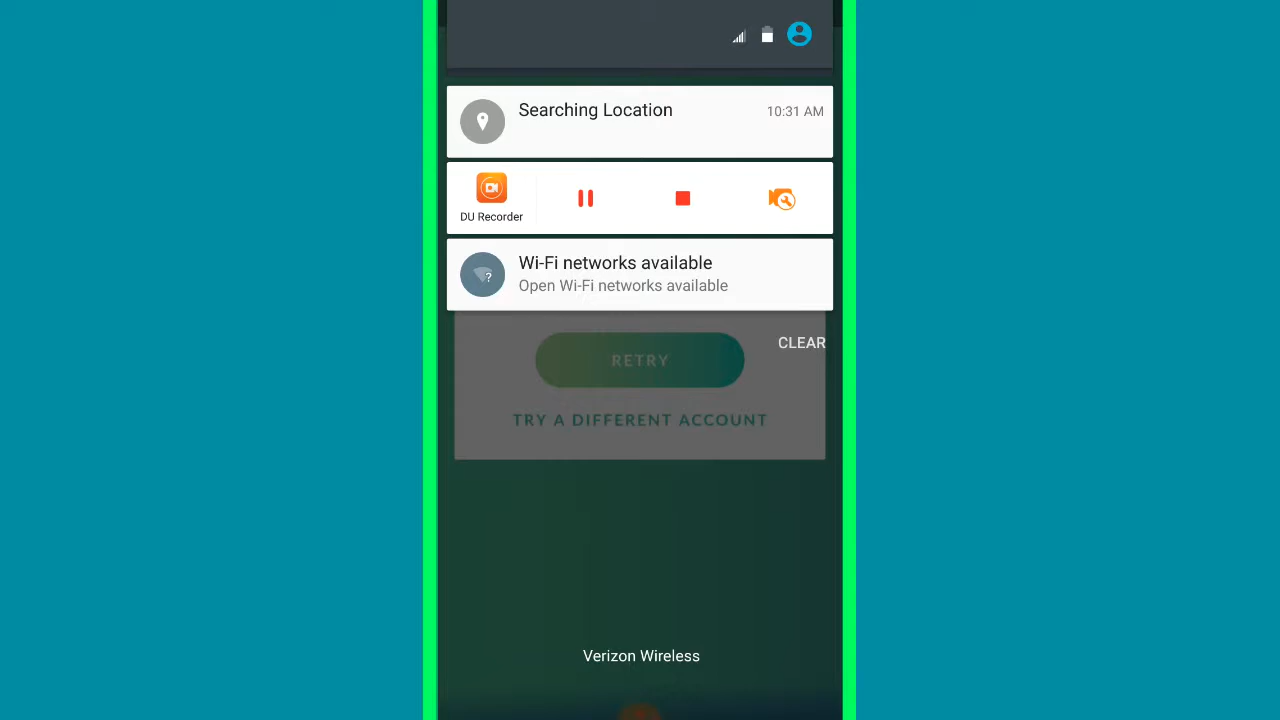 Searching Location
10:31 AM
DU Recorder
Wi-Fi networks available
?
Open Wi-Fi networks available
CLEAR
RETRY
TRY A DIFFERENT ACCOUNT
Verizon Wireless